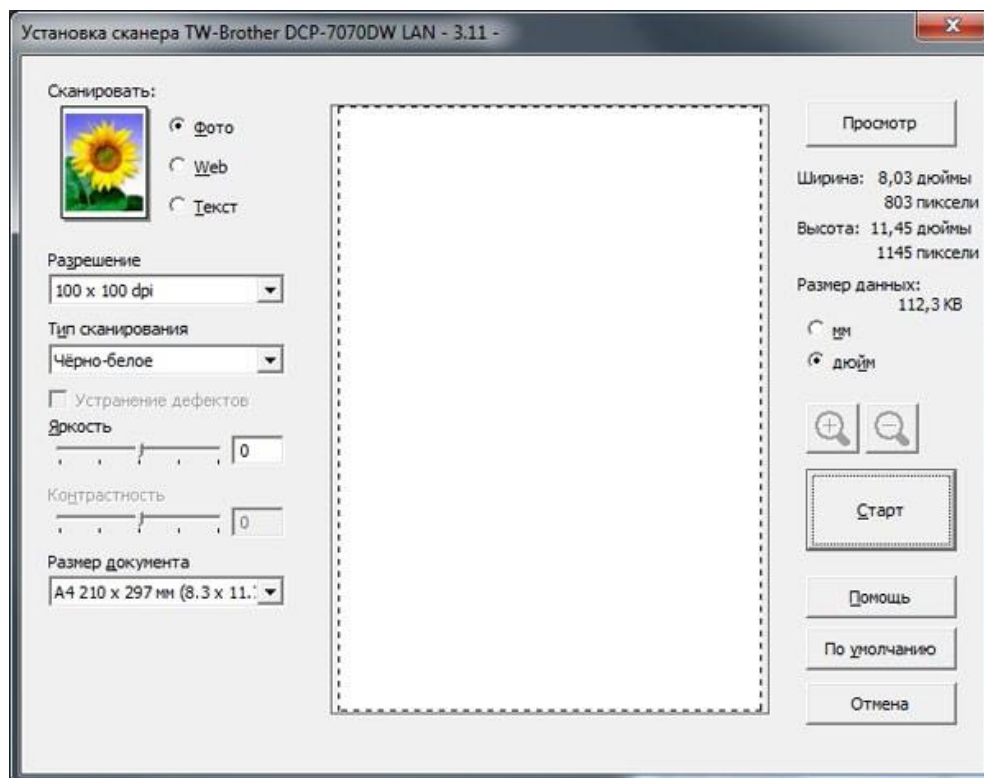 Установка сканера TW-Brother DCP-7070DW LAN - 3.11 -
Сканировать:
Фото
Web
Текст
Разрешение
100 x 100 dpi
Тип сканирования
Чёрно-белое
Устранение дефектов
Яркость
0
Контрастность
0
Размер документа
A4 210 x 297 мм (8.3 x 11.
Просмотр
Ширина: 8,03 дюймы
803 пиксели
Высота: 11,45 дюймы
1145 пиксели
Размер данных:
112,3 KB
мм
дюйм
Старт
Помощь
По умолчанию
Отмена